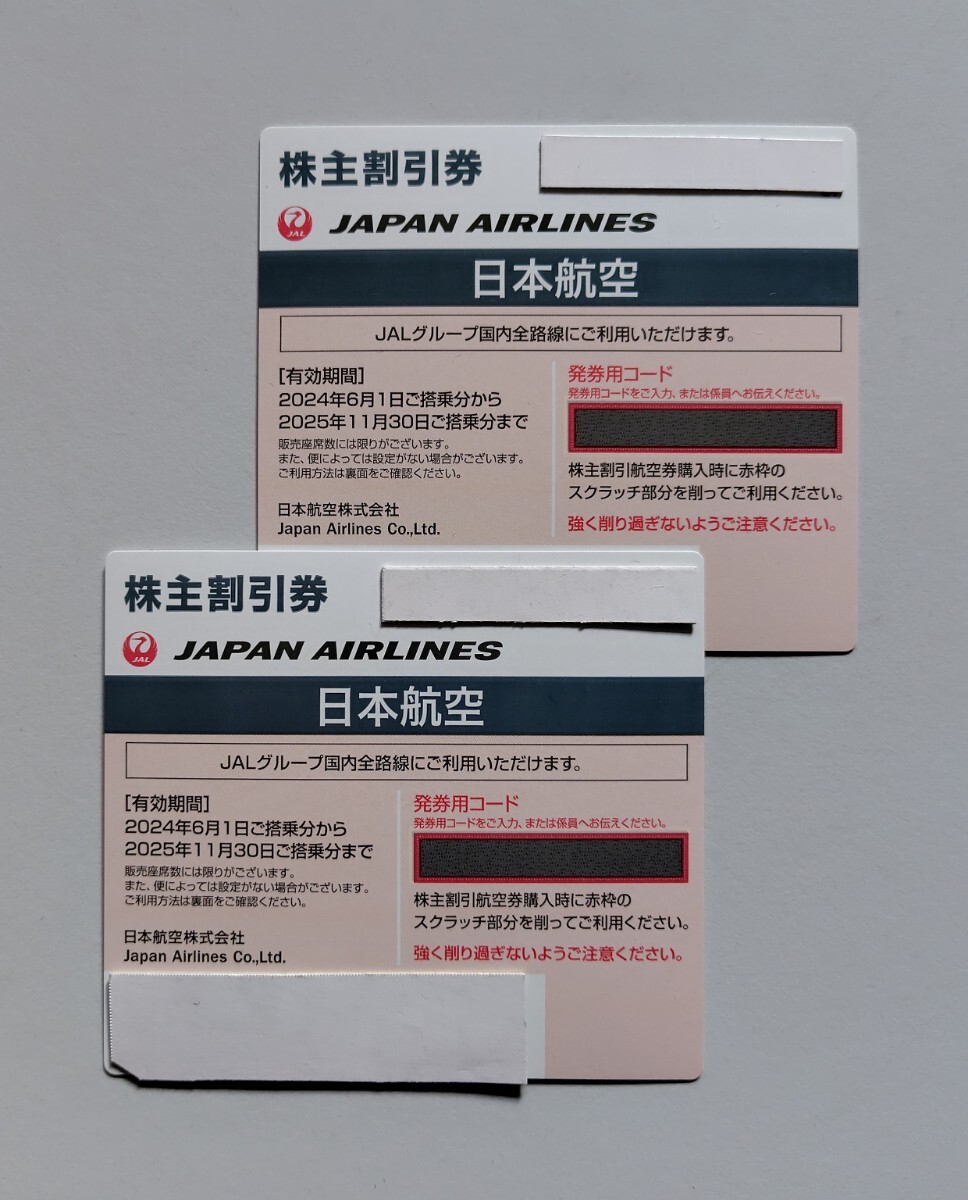 株主割引券
JAL
JAPAN AIRLINES
日本航空
JALグループ国内全路線にご利用いただけます。
[有効期間]
2024年6月1日ご搭乗分から
2025年11月30日ご搭乗分まで
販売座席数には限りがございます。
また、便によっては設定がない場合がございます。
ご利用方法は裏面をご確認ください。
日本航空株式会社
Japan Airlines Co.,Ltd.
発券用コード
発券用コードをご入力、または係員へお伝えください。
株主割引航空券購入時に赤枠の
スクラッチ部分を削ってご利用ください。
強く削り過ぎないようご注意ください。
株主割引券
JAL
JAPAN AIRLINES
日本航空
JALグループ国内全路線にご利用いただけます。
[有効期間]
2024年6月1日ご搭乗分から
2025年11月30日ご搭乗分まで
販売座席数には限りがございます。
また、便によっては設定がない場合がございます。
ご利用方法は裏面をご確認ください。
日本航空株式会社
Japan Airlines Co.,Ltd.
発券用コード
発券用コードをご入力、または係員へお伝えください。
株主割引航空券購入時に赤枠の
スクラッチ部分を削ってご利用ください。
強く削り過ぎないようご注意ください。